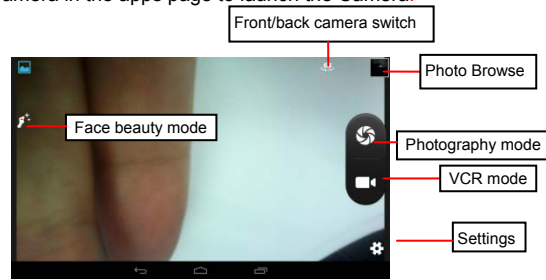 amera in the apps page to launch the Camera.
Front/back camera switch
Photo Browse
Face beauty mode
Photography mode
VCR mode
Settings